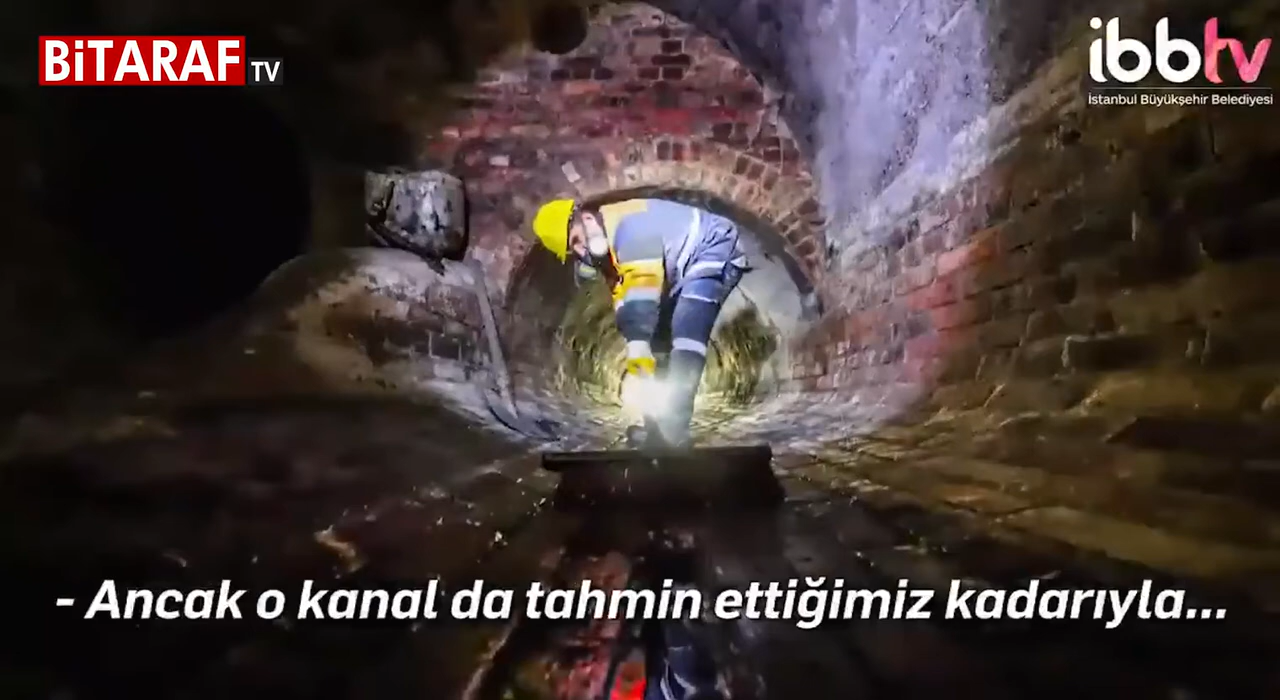 BiTARAF TV
ibbtv
İstanbul Büyükşehir Belediyesi
- Ancak o kanal da tahmin ettiğimiz kadarıyla...